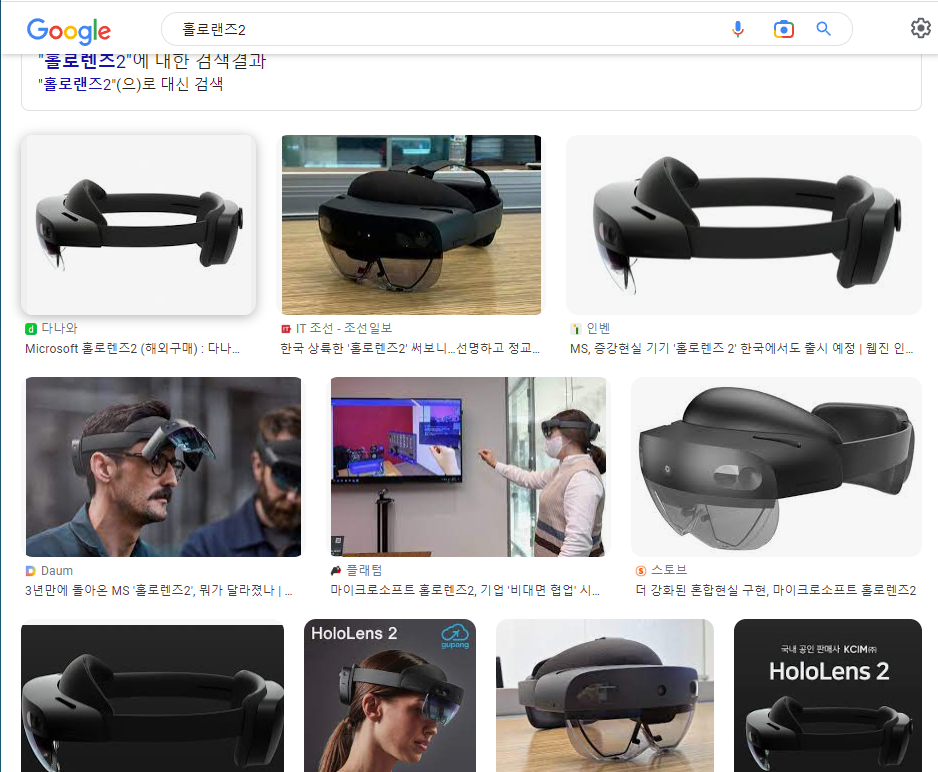 Google
홀로랜즈2
"홀로렌즈2"에 대한 검색결과
"홀로랜즈2"(으)로 대신 검색
다나와
Microsoft 홀로렌즈2 (해외구매) : 다나...
IT 조선 - 조선일보
한국 상륙한 '홀로렌즈2' 써보니...선명하고 정교...
인벤
MS, 증강현실 기기 '홀로렌즈 2' 한국에서도 출시 예정 | 웹진 인...
Daum
3년만에 돌아온 MS '홀로렌즈2', 뭐가 달라졌나 | ...
플래텀
마이크로소프트 홀로렌즈2, 기업 '비대면 협업' 시...
스토브
더 강화된 혼합현실 구현, 마이크로소프트 홀로렌즈2
HoloLens 2
gupang
국내 공인 판매사 KCIM㈜
HoloLens 2